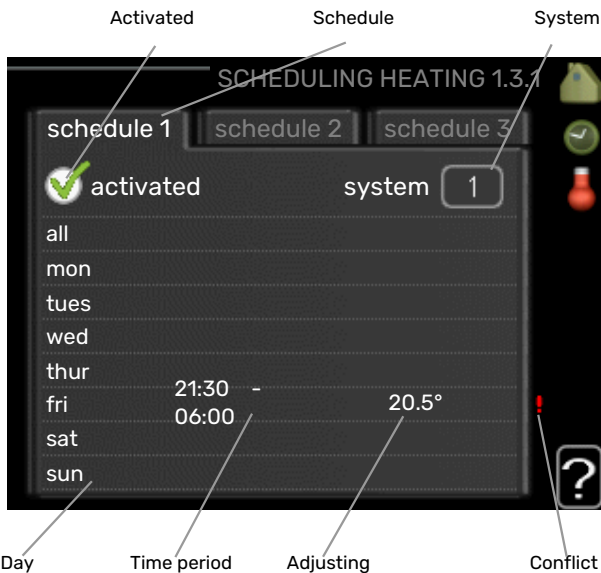 Activated Schedule System
SCHEDULING HEATING 1.3.1
schedule 1 schedule 2 schedule 3
activated system 1
all
mon
tues
wed
thur
fri 21:30 - 06:00 20.5° !
sat
sun
?
Day Time period Adjusting Conflict